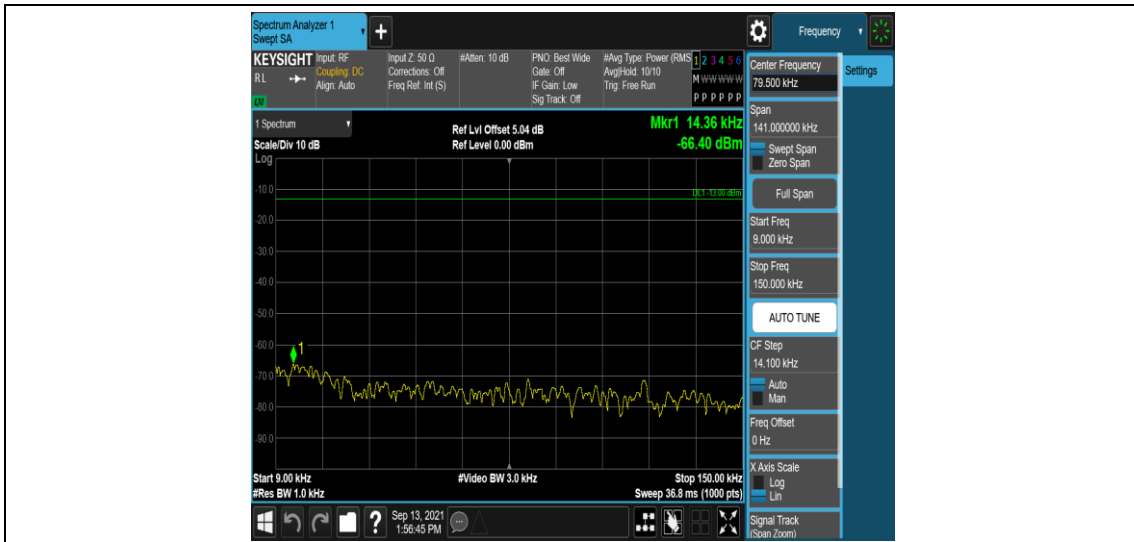 Spectrum Analyzer 1
Swept SA
Frequency
KEYSIGHT Input: RF Input Z: 50 Ω #Atten: 10 dB PNO: Best Wide #Avg Type: Power (RMS 1 2 3 4 5 6
RL Coupling: DC Corrections: Off Gate: Off Avg|Hold: 10/10 M W W W W W
Align: Auto Freq Ref: Int (S) IF Gain: Low Trig: Free Run
Sig Track: Off P P P P P P
LXI
1 Spectrum
Scale/Div 10 dB
Ref Lvl Offset 5.04 dB
Ref Level 0.00 dBm
Mkr1 14.36 kHz
-66.40 dBm
Log
DL1 -13.00 dBm
-10.0
-20.0
-30.0
-40.0
-50.0
-60.0
1
-70.0
-80.0
-90.0
Start 9.00 kHz #Video BW 3.0 kHz Stop 150.00 kHz
#Res BW 1.0 kHz Sweep 36.8 ms (1000 pts)
?
Sep 13, 2021
1:56:45 PM
Center Frequency
79.500 kHz
Settings
Span
141.000000 kHz
Swept Span
Zero Span
Full Span
Start Freq
9.000 kHz
Stop Freq
150.000 kHz
AUTO TUNE
CF Step
14.100 kHz
Auto
Man
Freq Offset
0 Hz
X Axis Scale
Log
Lin
Signal Track
(Span Zoom)